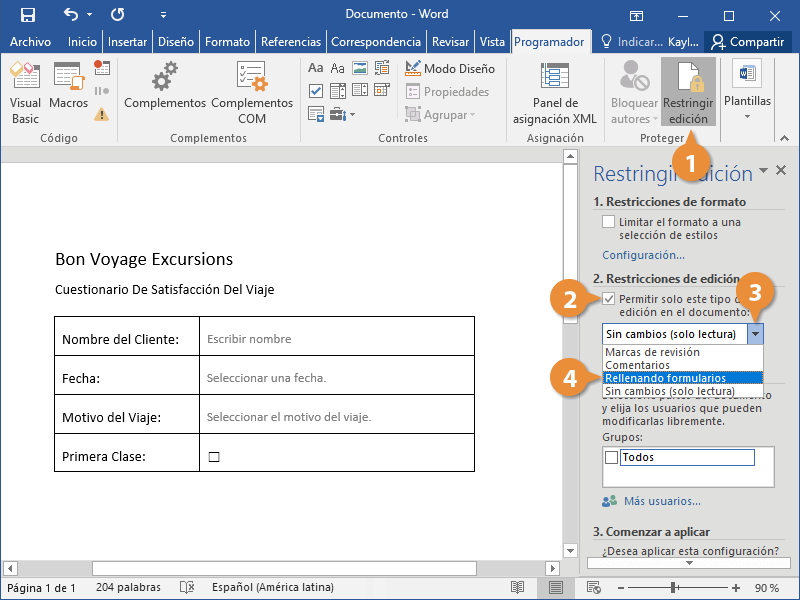 Documento - Word
Archivo Inicio Insertar Diseño Formato Referencias Correspondencia Revisar Vista Programador Indicar... Kayl... Compartir
Visual Basic
Macros
Código
Complementos
Complementos COM
Complementos
Aa Aa
Modo Diseño
Propiedades
Agrupar
Controles
Panel de asignación XML
Asignación
Bloquear autores
Restringir edición
Proteger
Plantillas
1
Bon Voyage Excursions
Cuestionario De Satisfacción Del Viaje
Nombre del Cliente: Escribir nombre
Fecha: Seleccionar una fecha.
Motivo del Viaje: Seleccionar el motivo del viaje.
Primera Clase:
Restringir edición
1. Restricciones de formato
Limitar el formato a una
selección de estilos
Configuración...
2. Restricciones de edición
2
3
Permitir solo este tipo de
edición en el documento:
Sin cambios (solo lectura)
Marcas de revisión
Comentarios
4
Rellenando formularios
Sin cambios (solo lectura)
y elija los usuarios que pueden
modificarlas libremente.
Grupos:
Todos
Más usuarios...
3. Comenzar a aplicar
¿Desea aplicar esta configuración?
Página 1 de 1 204 palabras Español (América latina) 90 %